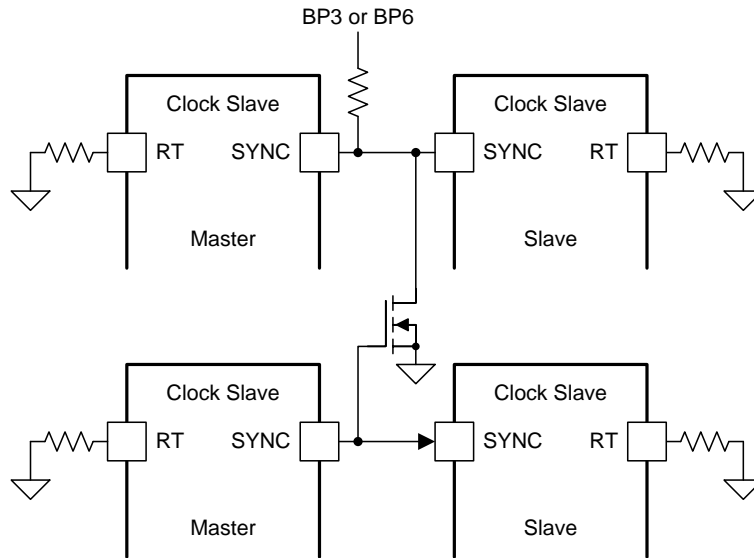 BP3 or BP6
Clock Slave
Clock Slave
RT
SYNC
SYNC
RT
Master
Slave
Clock Slave
Clock Slave
RT
SYNC
SYNC
RT
Master
Slave